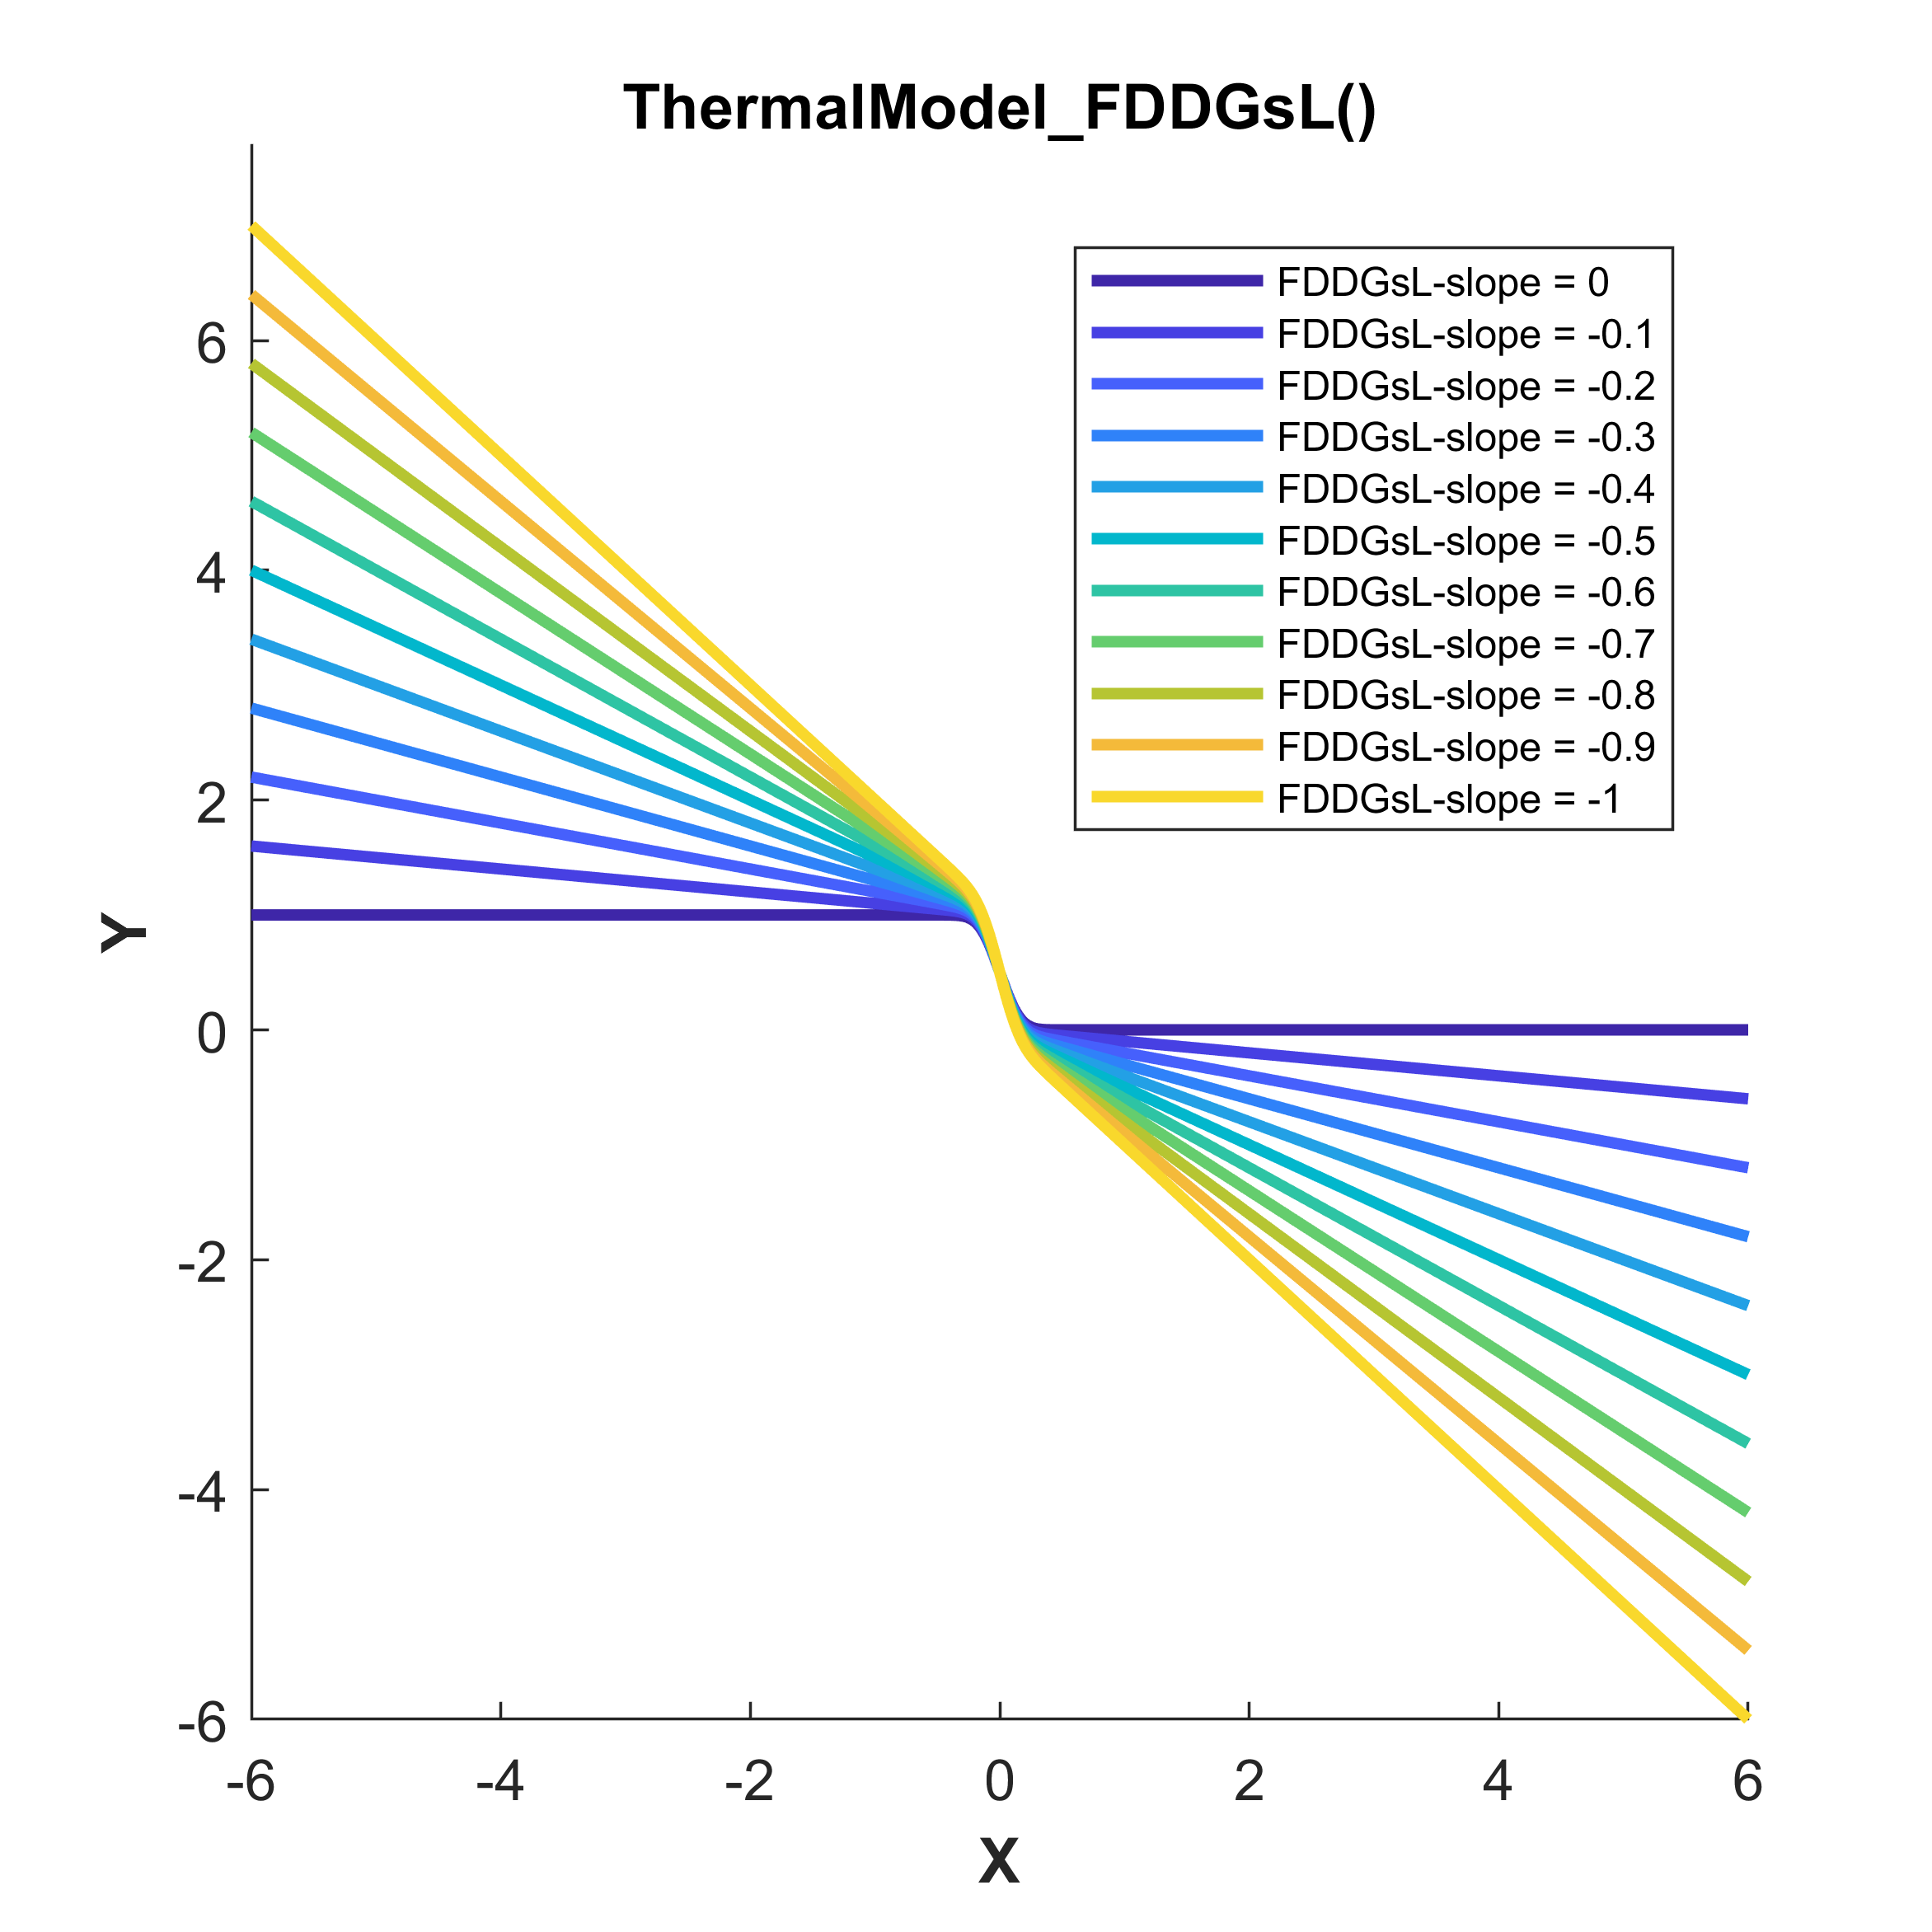 ThermalModel_FDDGsL()
FDDGsL-slope = 0
FDDGsL-slope = -0.1
FDDGsL-slope = -0.2
FDDGsL-slope = -0.3
FDDGsL-slope = -0.4
FDDGsL-slope = -0.5
FDDGsL-slope = -0.6
FDDGsL-slope = -0.7
FDDGsL-slope = -0.8
FDDGsL-slope = -0.9
FDDGsL-slope = -1
6
4
2
0
-2
-4
-6
Y
-6 -4 -2 0 2 4 6
X